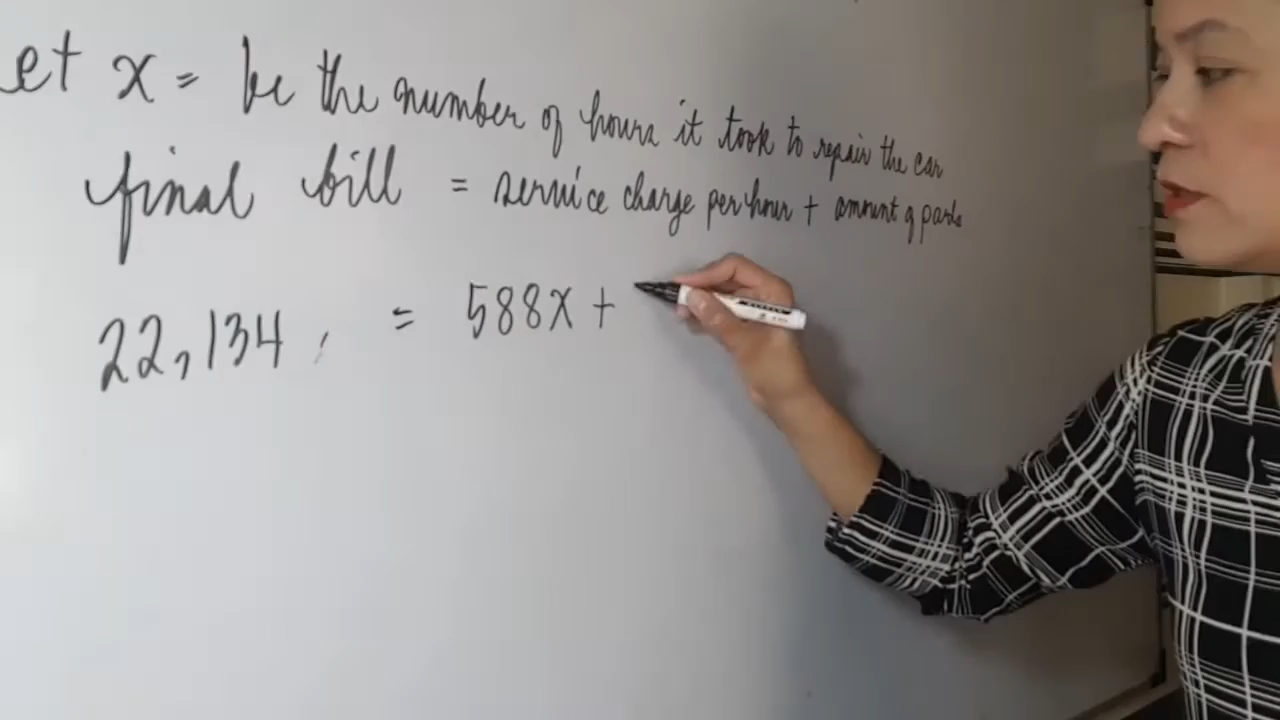 et x = be the number of hours it took to repair the car
final bill = service charge per hour + amount of parts
22,134 = 588x +